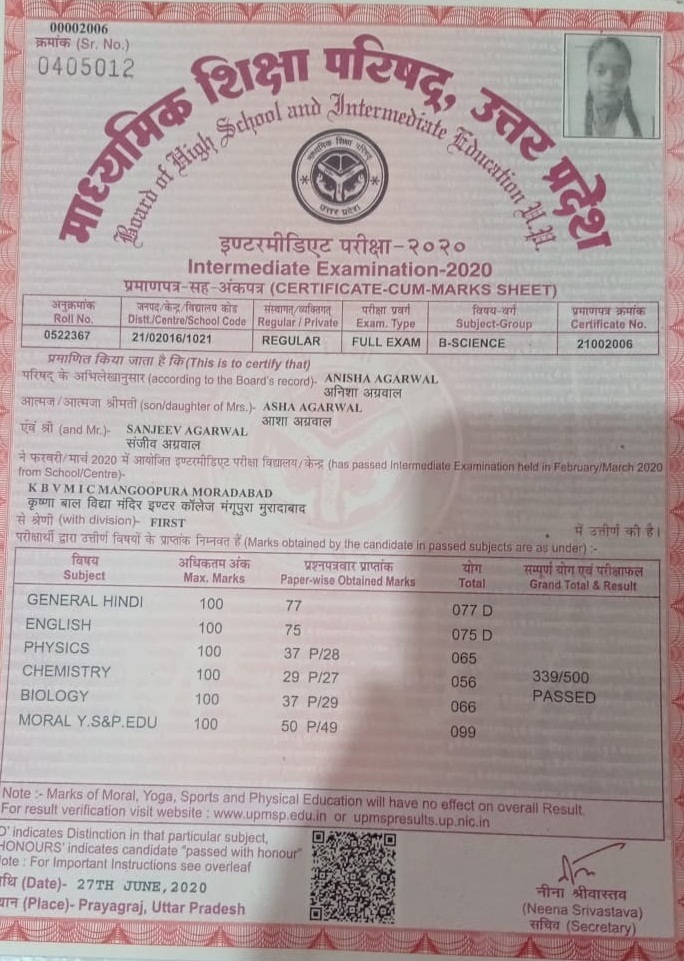 00002006
क्रमांक (Sr. No.)
0405012
माध्यमिक शिक्षा परिषद्, उत्तर प्रदेश
Board of High School and Intermediate Education U.P.
माध्यमिक शिक्षा परिषद्
उत्तर प्रदेश
इण्टरमीडिएट परीक्षा-२०२०
Intermediate Examination-2020
प्रमाणपत्र-सह-अंकपत्र (CERTIFICATE-CUM-MARKS SHEET)
अनुक्रमांक जनपद/केन्द्र/विद्यालय कोड संस्थागत/व्यक्तिगत परीक्षा प्रवर्ग विषय-वर्ग प्रमाणपत्र क्रमांक
Roll No. Distt./Centre/School Code Regular / Private Exam. Type Subject-Group Certificate No.
0522367 21/02016/1021 REGULAR FULL EXAM B-SCIENCE 21002006
प्रमाणित किया जाता है कि (This is to certify that)
परिषद् के अभिलेखानुसार (according to the Board's record)- ANISHA AGARWAL
अनिशा अग्रवाल
आत्मज/आत्मजा श्रीमती (son/daughter of Mrs.)- ASHA AGARWAL
आशा अग्रवाल
एवं श्री (and Mr.)- SANJEEV AGARWAL
संजीव अग्रवाल
ने फरवरी/मार्च 2020 में आयोजित इण्टरमीडिएट परीक्षा विद्यालय/केन्द्र (has passed Intermediate Examination held in February/March 2020
from School/Centre)-
K B V M I C MANGOOPURA MORADABAD
कृष्णा बाल विद्या मंदिर इण्टर कॉलेज मंगूपुरा मुरादाबाद
से श्रेणी (with division)- FIRST में उत्तीर्ण की है।
परीक्षार्थी द्वारा उत्तीर्ण विषयों के प्राप्तांक निम्नवत हैं (Marks obtained by the candidate in passed subjects are as under) :-
विषय अधिकतम अंक प्रश्नपत्रवार प्राप्तांक योग सम्पूर्ण योग एवं परीक्षाफल
Subject Max. Marks Paper-wise Obtained Marks Total Grand Total & Result
GENERAL HINDI 100 77 077 D
ENGLISH 100 75 075 D
PHYSICS 100 37 P/28 065
CHEMISTRY 100 29 P/27 056 339/500
BIOLOGY 100 37 P/29 066 PASSED
MORAL Y.S&P.EDU 100 50 P/49 099
Note :- Marks of Moral, Yoga, Sports and Physical Education will have no effect on overall Result.
For result verification visit website : www.upmsp.edu.in or upmspresults.up.nic.in
D' indicates Distinction in that particular subject,
HONOURS' indicates candidate "passed with honour"
ote : For Important Instructions see overleaf
थि (Date)- 27TH JUNE, 2020
थान (Place)- Prayagraj, Uttar Pradesh
नीना श्रीवास्तव
(Neena Srivastava)
सचिव (Secretary)